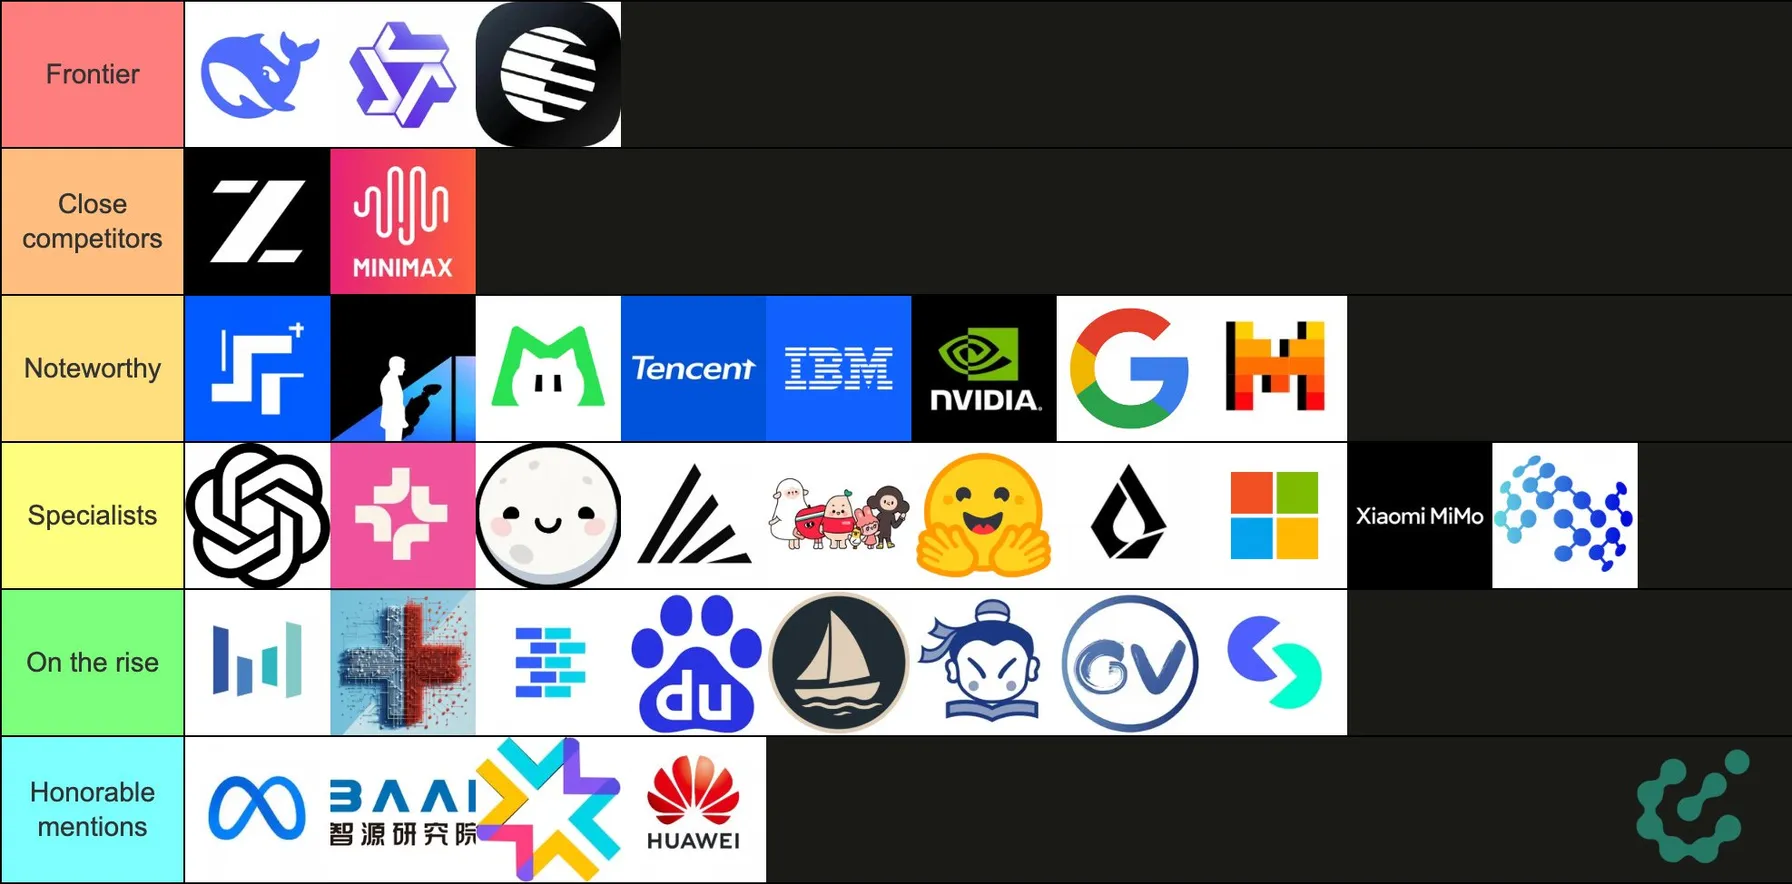 Frontier
Close
competitors
MINIMAX
Noteworthy
Tencent
IBM
NVIDIA.
Specialists
Xiaomi MiMo
On the rise
du
GV
Honorable
mentions
BAAI
智源研究院
HUAWEI